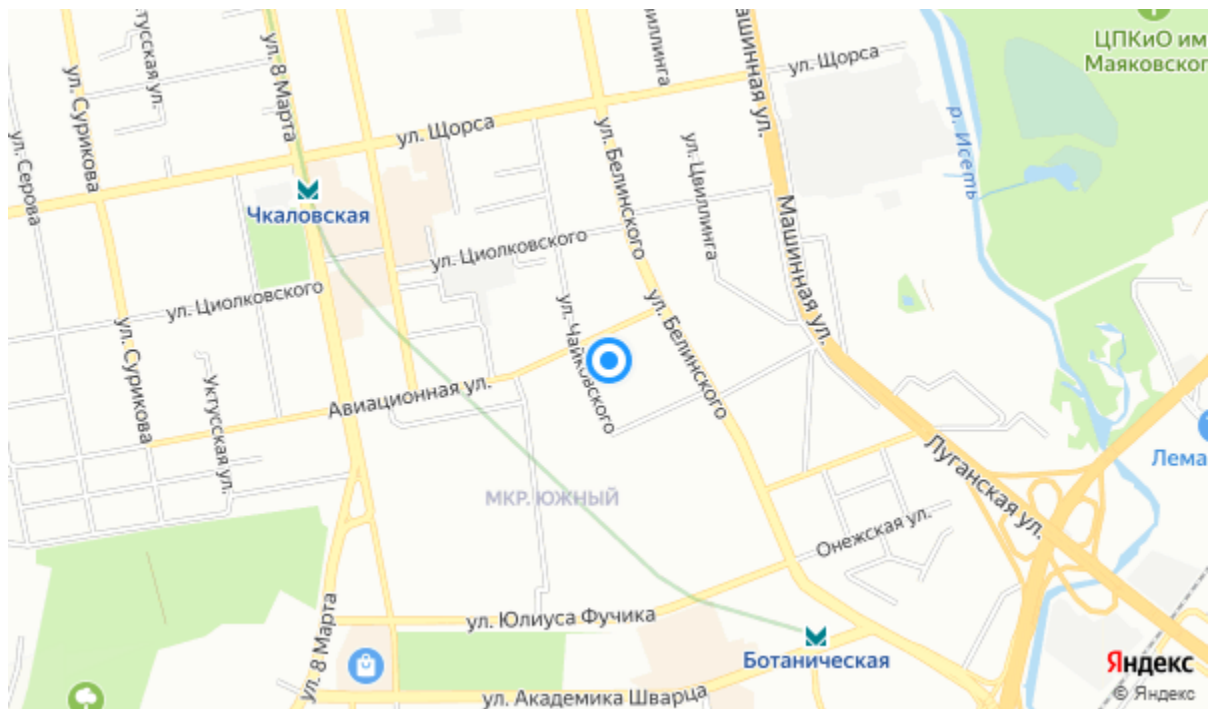 ЦПКиО им
Маяковског
Уктусская ул.
ул. 8 Марта
ул. Сурикова
ул. Серова
Машинная ул.
ул. Щорса
р. Исеть
ул. Щорса
ул. Белинского
ул. Цвиллинга
Чкаловская
Машинная ул.
ул. Циолковского
ул. Циолковского
ул. Чайковского
ул. Белинского
ул. Сурикова
Уктусская ул.
Авиационная ул.
Луганская ул.
Лема
МКР. ЮЖНЫЙ
Онежская ул.
ул. 8 Марта
ул. Юлиуса Фучика
Ботаническая
ул. Академика Шварца
Яндекс
© Яндекс